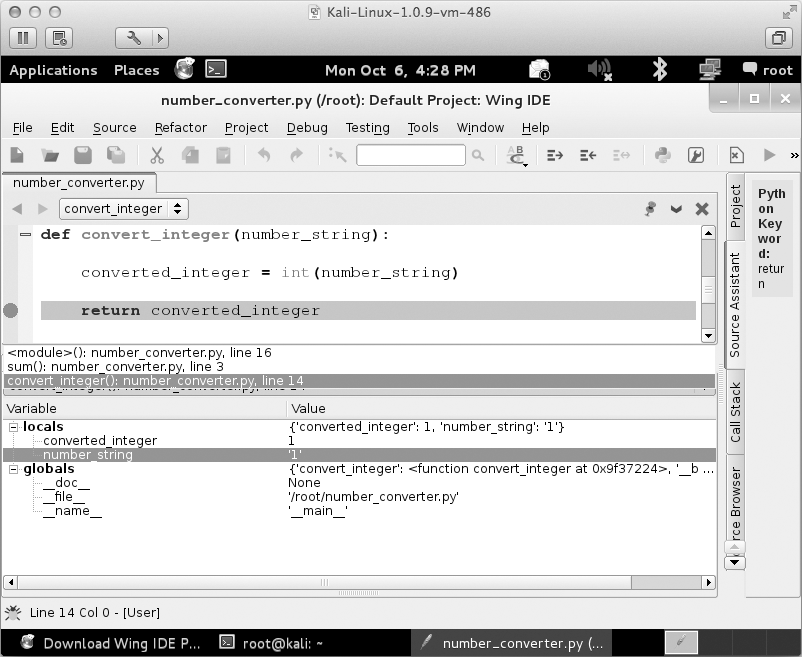 Kali-Linux-1.0.9-vm-486
Applications Places Mon Oct 6, 4:28 PM 1 root
number_converter.py (/root): Default Project: Wing IDE
File Edit Source Refactor Project Debug Testing Tools Window Help
number_converter.py
convert_integer
def convert_integer(number_string):
converted_integer = int(number_string)
return converted_integer
<module>(): number_converter.py, line 16
sum(): number_converter.py, line 3
convert_integer(): number_converter.py, line 14
Variable Value
locals {'converted_integer': 1, 'number_string': '1'}
converted_integer 1
number_string '1'
globals {'convert_integer': <function convert_integer at 0x9f37224>, '__b ...
__doc__ None
__file__ '/root/number_converter.py'
__name__ '__main__'
Project
Source Assistant
Call Stack
rce Browser
Pyth
on
Key
wor
d:
retur
n
Line 14 Col 0 - [User]
Download Wing IDE P... root@kali: ~ number_converter.py (...